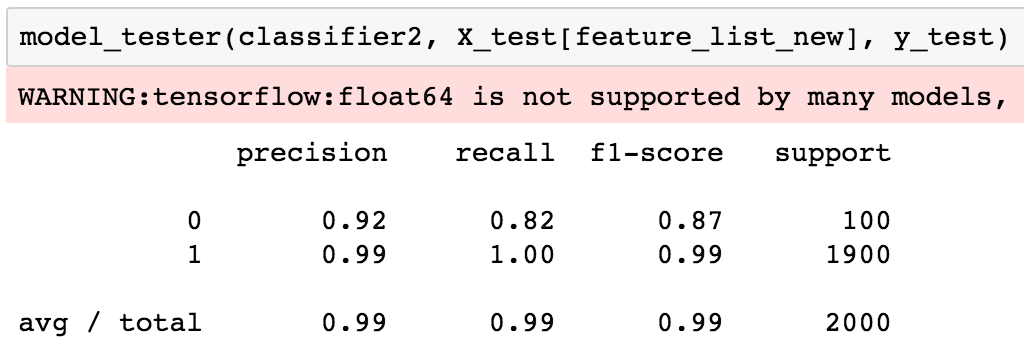 model_tester(classifier2, X_test[feature_list_new], y_test)
WARNING:tensorflow:float64 is not supported by many models,
precision recall f1-score support
0 0.92 0.82 0.87 100
1 0.99 1.00 0.99 1900
avg / total 0.99 0.99 0.99 2000